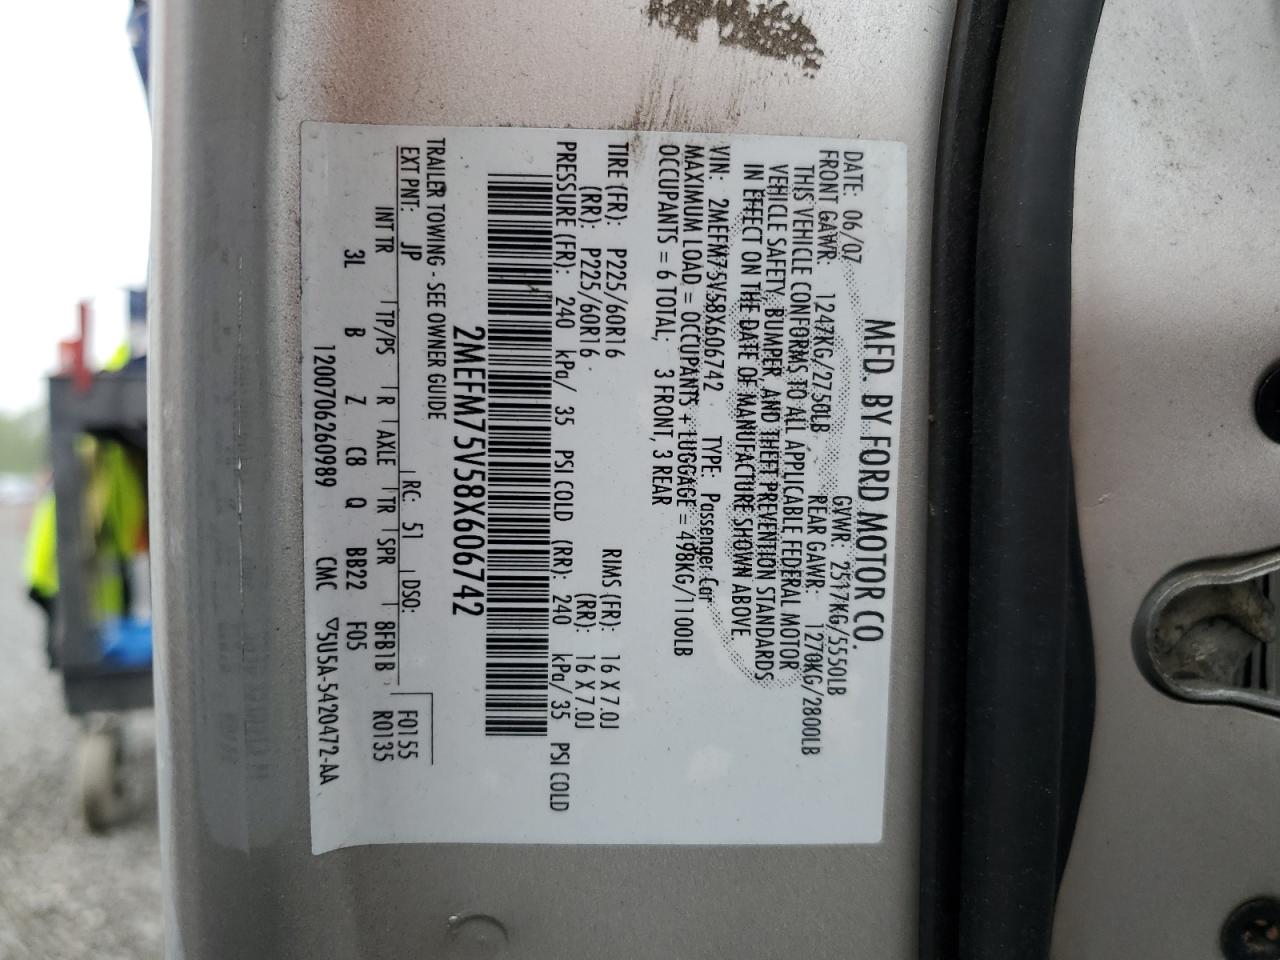 MFD. BY FORD MOTOR CO.
DATE: 06/07 GVWR: 2517KG/5550LB
FRONT GAWR: 1247KG/2750LB REAR GAWR: 1270KG/2800LB
THIS VEHICLE CONFORMS TO ALL APPLICABLE FEDERAL MOTOR
VEHICLE SAFETY, BUMPER, AND THEFT PREVENTION STANDARDS
IN EFFECT ON THE DATE OF MANUFACTURE SHOWN ABOVE.
VIN: 2MEFM75V58X606742 TYPE: Passenger Car
MAXIMUM LOAD = OCCUPANTS + LUGGAGE = 498KG/1100LB
OCCUPANTS = 6 TOTAL, 3 FRONT, 3 REAR
TIRE (FR): P225/60R16 RIMS (FR): 16 X 7.0J
(RR): P225/60R16 (RR): 16 X 7.0J
PRESSURE (FR): 240 kPa/ 35 PSI COLD (RR): 240 kPa/ 35 PSI COLD
2MEFM75V58X606742
TRAILER TOWING - SEE OWNER GUIDE
EXT PNT: JP RC: 51 DSO: F0155
INT TR TP/PS R AXLE TR SPR 8FB1B R0135
3L B Z C8 Q BB22 F05
1200706260989 CMC ▽5U5A-5420472-AA